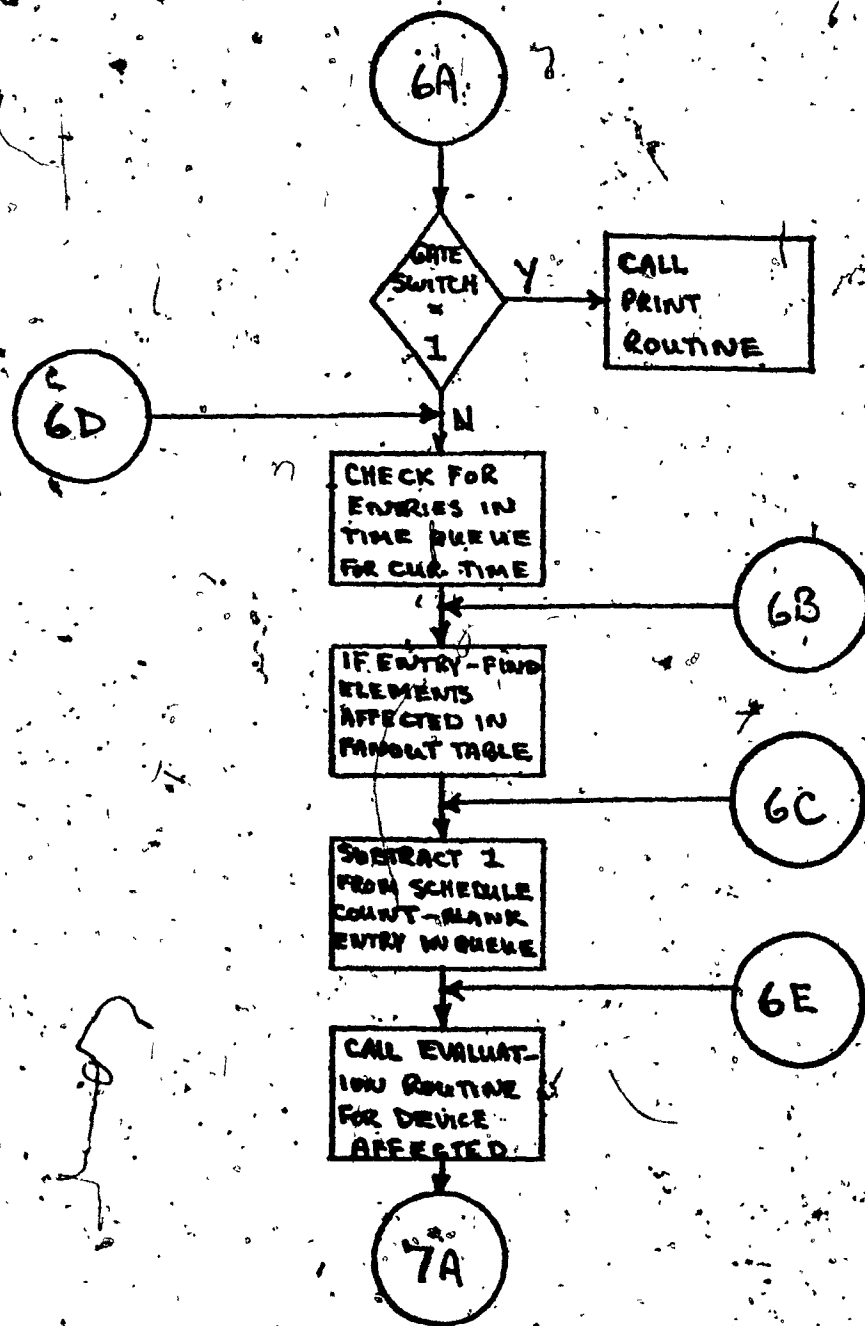 6A
GATE
SWITCH
=
1
Y
CALL
PRINT
ROUTINE
6D
N
CHECK FOR
ENTRIES IN
TIME QUEUE
FOR CUR. TIME
6B
IF ENTRY-FIND
ELEMENTS
AFFECTED IN
FANOUT TABLE
6C
SUBTRACT 1
FROM SCHEDULE
COUNT-BLANK
ENTRY IN QUEUE
6E
CALL EVALUAT-
ION ROUTINE
FOR DEVICE
AFFECTED
7A